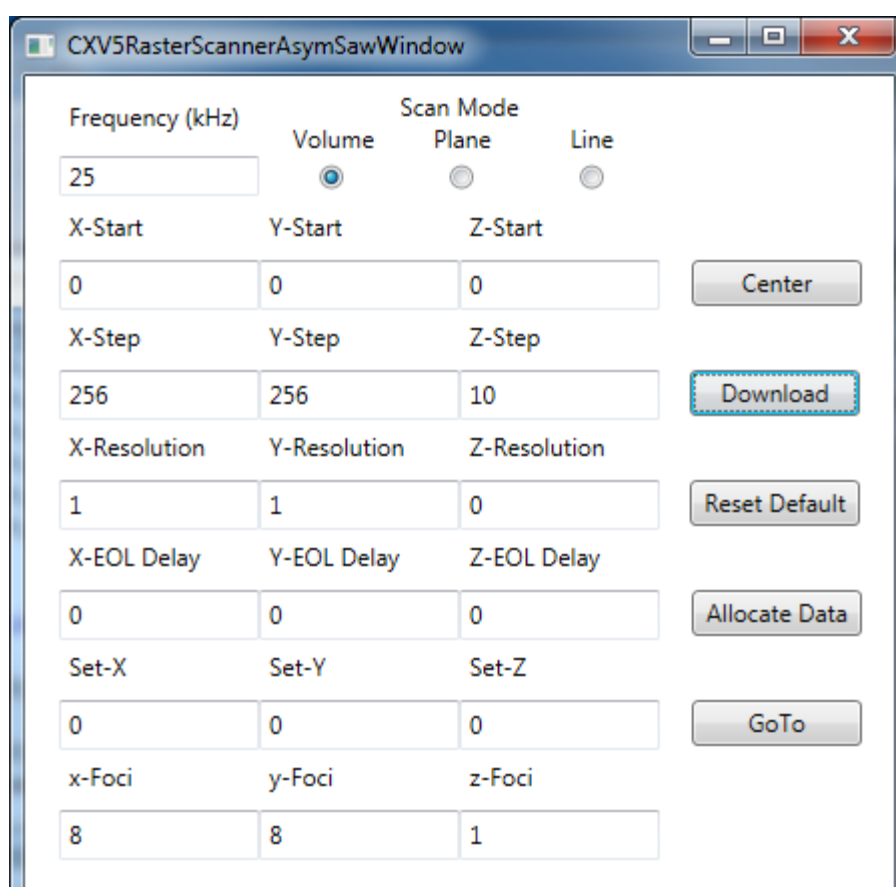 CXV5RasterScannerAsymSawWindow
Frequency (kHz) Scan Mode
Volume Plane Line
25
X-Start Y-Start Z-Start
0 0 0 Center
X-Step Y-Step Z-Step
256 256 10 Download
X-Resolution Y-Resolution Z-Resolution
1 1 0 Reset Default
X-EOL Delay Y-EOL Delay Z-EOL Delay
0 0 0 Allocate Data
Set-X Set-Y Set-Z
0 0 0 GoTo
x-Foci y-Foci z-Foci
8 8 1